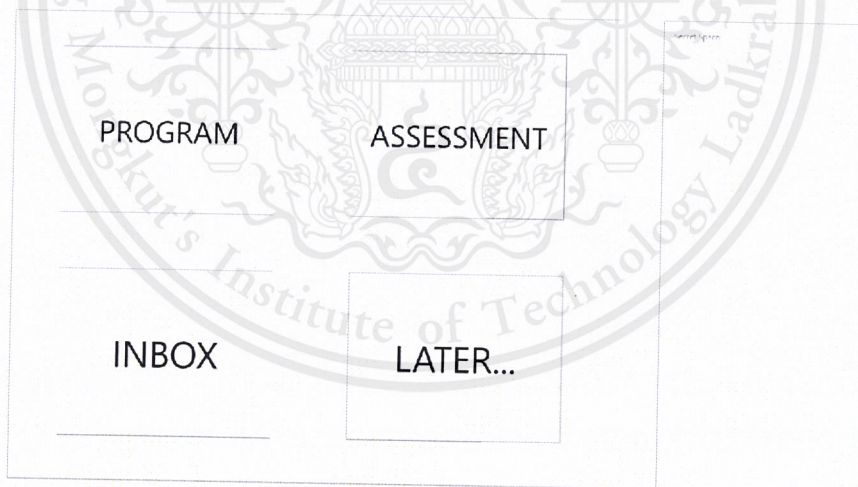 PROGRAM
ASSESSMENT
INBOX
LATER...
Mongkut's Institute of Technology Ladkra